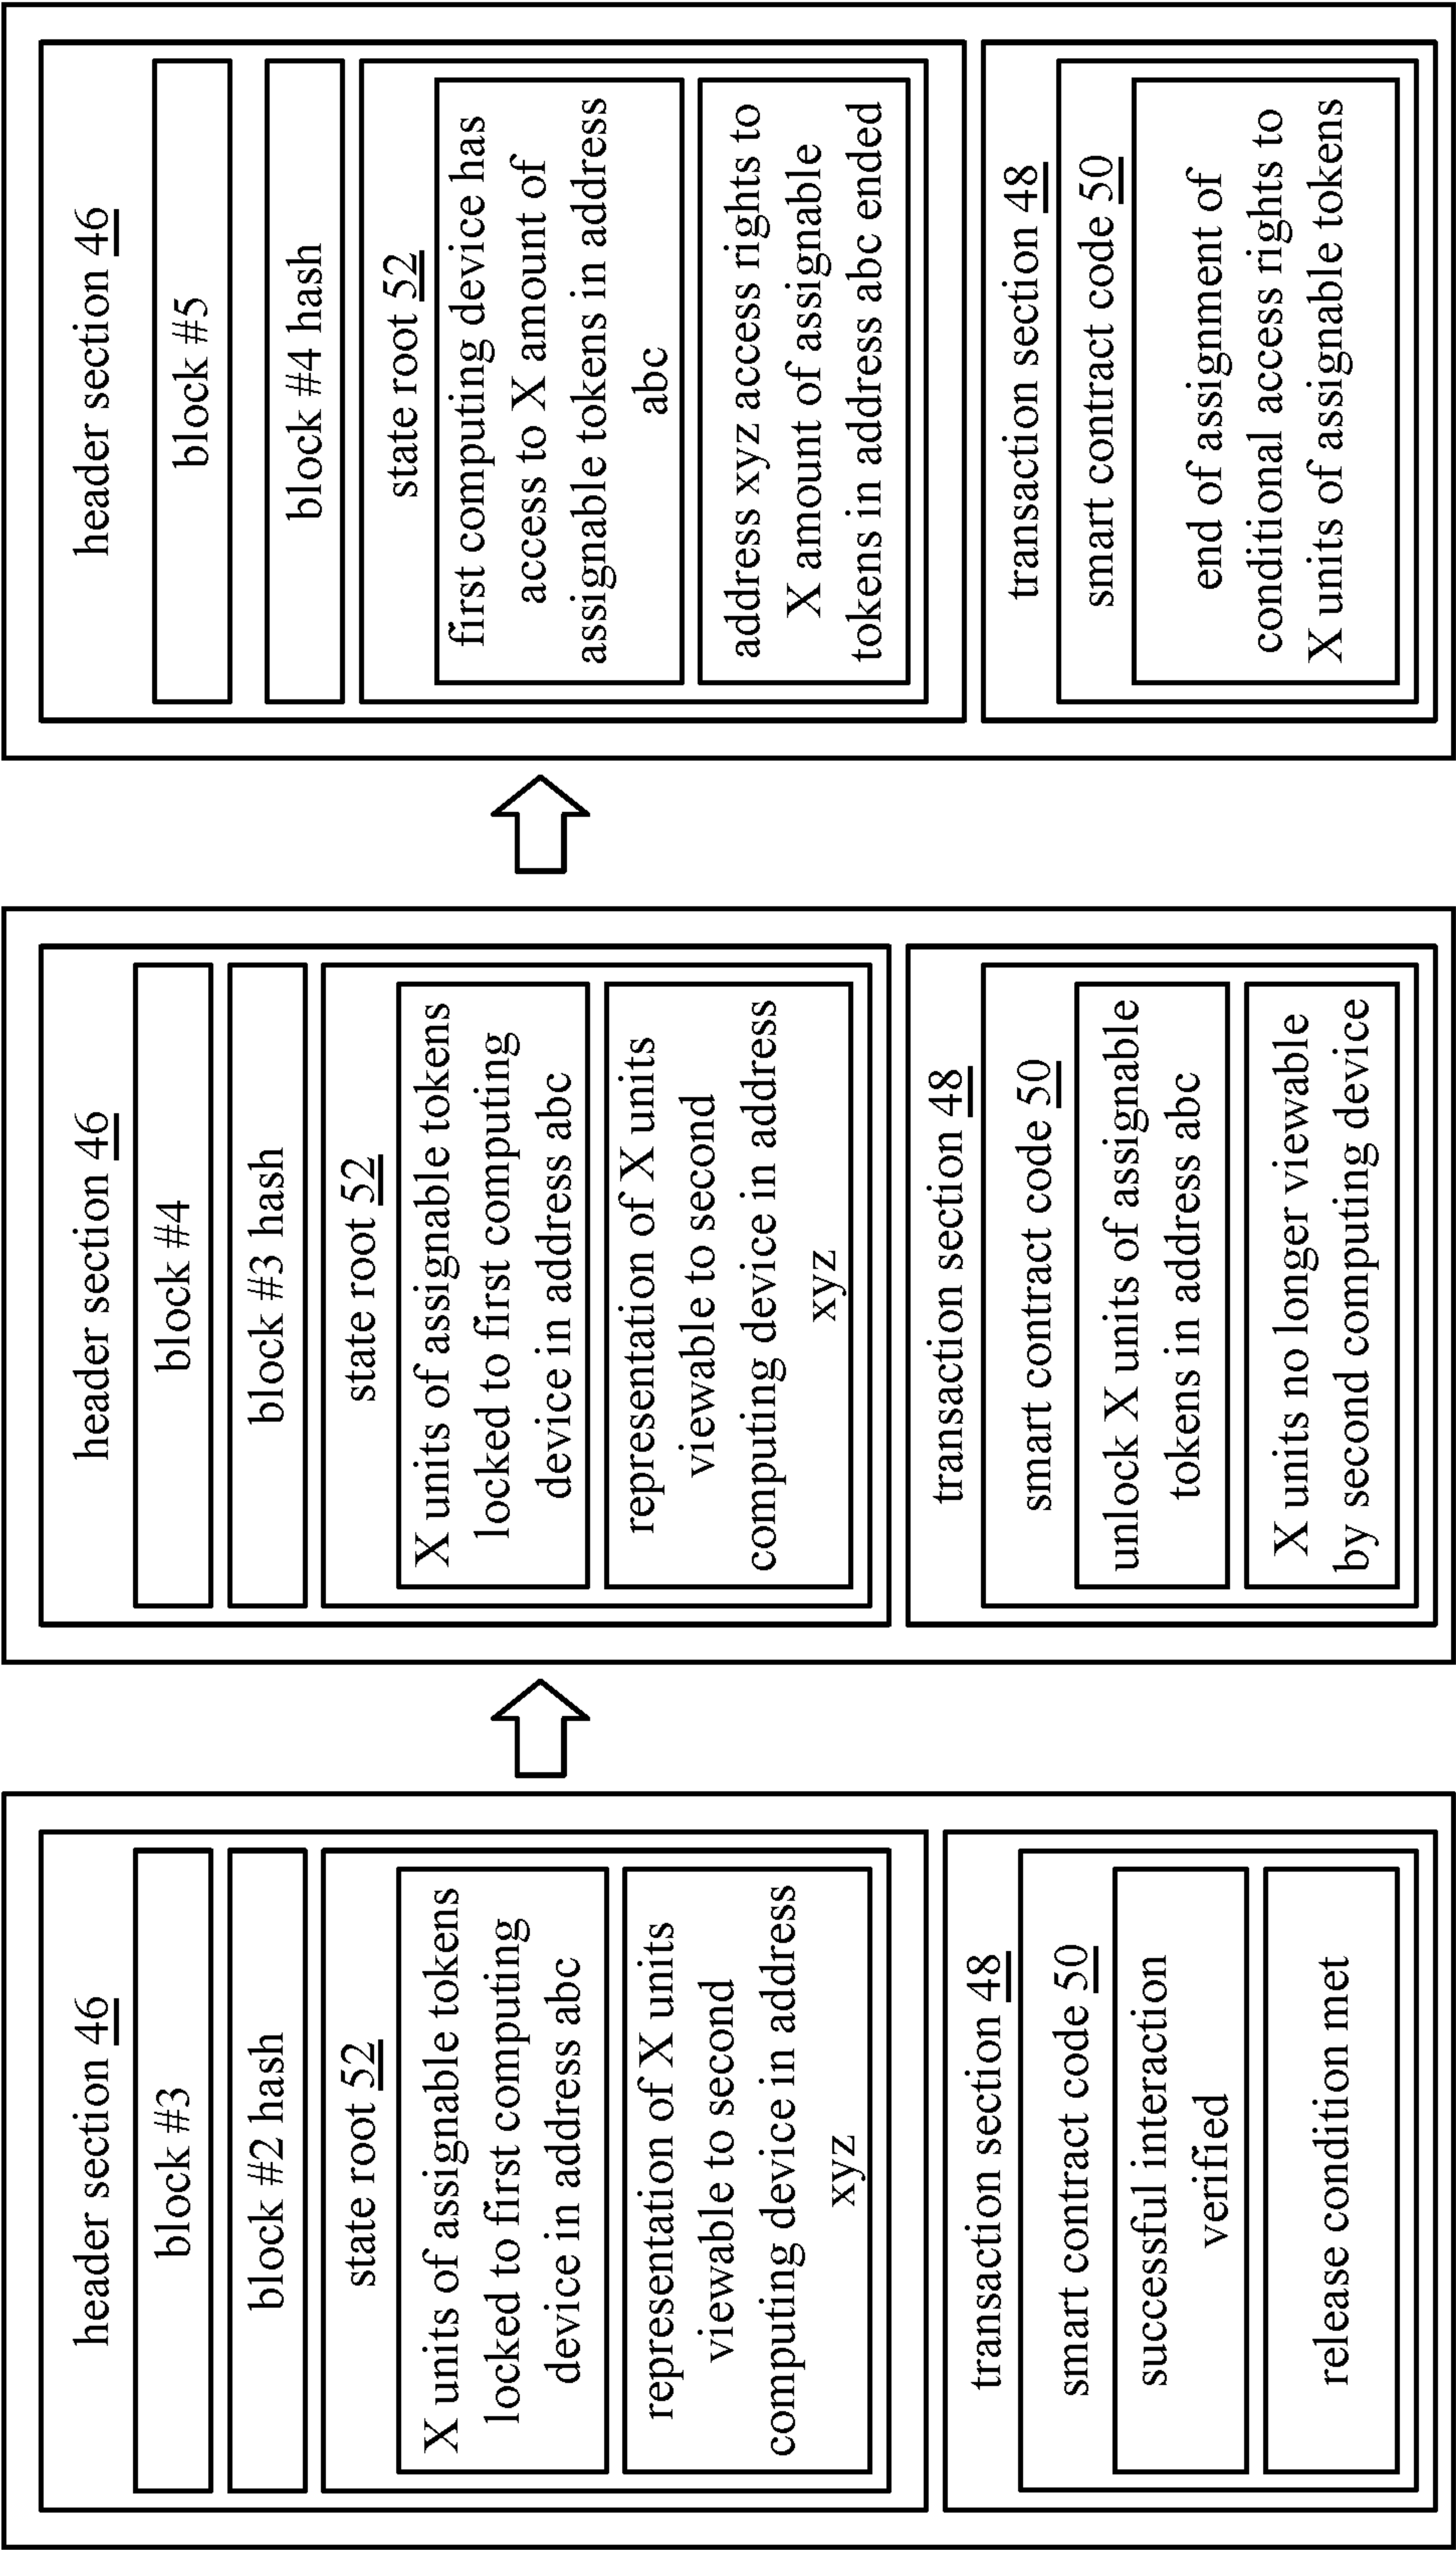 header section 46
block #3
block #2 hash
state root 52
X units of assignable tokens
locked to first computing
device in address abc
representation of X units
viewable to second
computing device in address
xyz
transaction section 48
smart contract code 50
successful interaction
verified
release condition met
header section 46
block #4
block #3 hash
state root 52
X units of assignable tokens
locked to first computing
device in address abc
representation of X units
viewable to second
computing device in address
xyz
transaction section 48
smart contract code 50
unlock X units of assignable
tokens in address abc
X units no longer viewable
by second computing device
header section 46
block #5
block #4 hash
state root 52
first computing device has
access to X amount of
assignable tokens in address
abc
address xyz access rights to
X amount of assignable
tokens in address abc ended
transaction section 48
smart contract code 50
end of assignment of
conditional access rights to
X units of assignable tokens